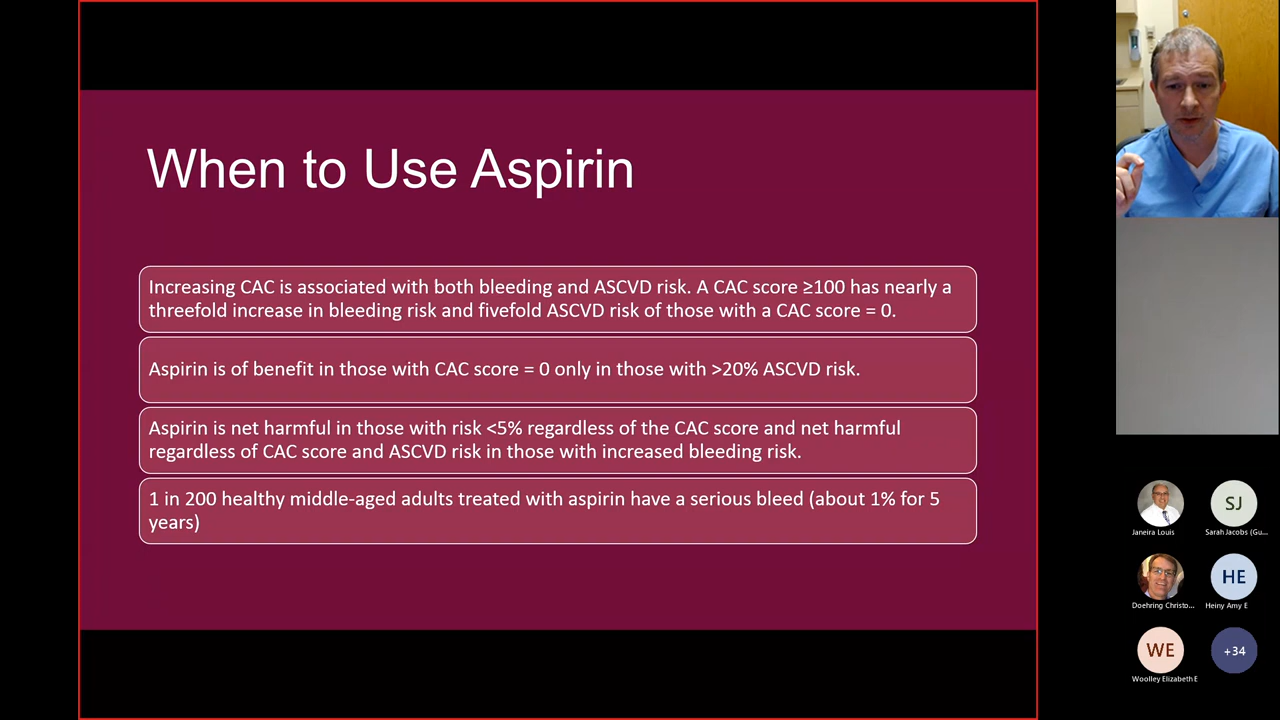 When to Use Aspirin
Increasing CAC is associated with both bleeding and ASCVD risk. A CAC score ≥100 has nearly a
threefold increase in bleeding risk and fivefold ASCVD risk of those with a CAC score = 0.
Aspirin is of benefit in those with CAC score = 0 only in those with >20% ASCVD risk.
Aspirin is net harmful in those with risk <5% regardless of the CAC score and net harmful
regardless of CAC score and ASCVD risk in those with increased bleeding risk.
1 in 200 healthy middle-aged adults treated with aspirin have a serious bleed (about 1% for 5
years)
SJ
Janeira Louis
Sarah Jacobs (Gu...
HE
Doehring Christo...
Heiny Amy E
WE
+34
Woolley Elizabeth E